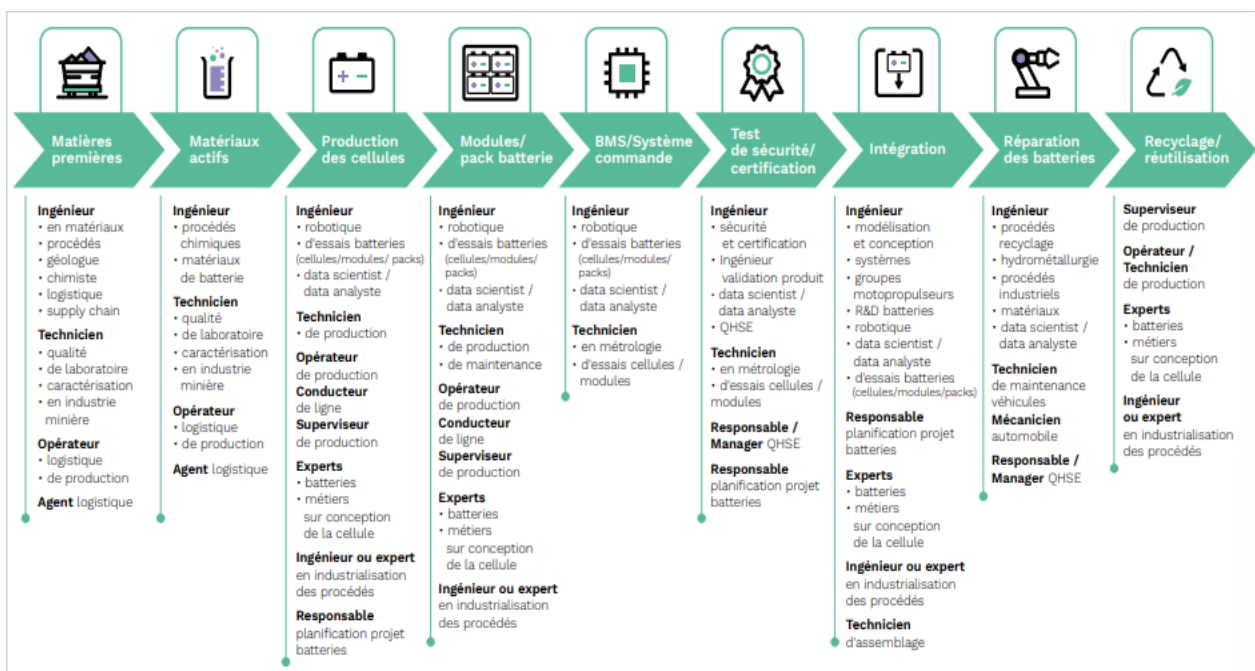 Matières
premières
Matériaux
actifs
Production
des cellules
Modules/
pack batterie
BMS/Système
commande
Test
de sécurité/
certification
Intégration
Réparation
des batteries
Recyclage/
réutilisation
Ingénieur
• en matériaux
• procédés
• géologue
• chimiste
• logistique
• supply chain
Technicien
• qualité
• de laboratoire
• caractérisation
• en industrie
minière
Opérateur
• logistique
• de production
Agent logistique
Ingénieur
• procédés
chimiques
• matériaux
de batterie
Technicien
• qualité
• de laboratoire
• caractérisation
• en industrie
minière
Opérateur
• logistique
• de production
Agent logistique
Ingénieur
• robotique
• d'essais batteries
(cellules/modules/ packs)
• data scientist /
data analyste
Technicien
• de production
Opérateur
de production
Conducteur
de ligne
Superviseur
de production
Experts
• batteries
• métiers
sur conception
de la cellule
Ingénieur ou expert
en industrialisation
des procédés
Responsable
planification projet
batteries
Ingénieur
• robotique
• d'essais batteries
(cellules/modules/
packs)
• data scientist /
data analyste
Technicien
• de production
• de maintenance
Opérateur
de production
Conducteur
de ligne
Superviseur
de production
Experts
• batteries
• métiers
sur conception
de la cellule
Ingénieur ou expert
en industrialisation
des procédés
Ingénieur
• robotique
• d'essais batteries
(cellules/modules/
packs)
• data scientist /
data analyste
Technicien
• en métrologie
• d'essais cellules /
modules
Ingénieur
• sécurité
et certification
• Ingénieur
validation produit
• data scientist /
data analyste
• QHSE
Technicien
• en métrologie
• d'essais cellules /
modules
Responsable /
Manager QHSE
Responsable
planification projet
batteries
Ingénieur
• modélisation
et conception
• systèmes
• groupes
motopropulseurs
• R&D batteries
• robotique
• data scientist /
data analyste
• d'essais batteries
(cellules/modules/packs)
Responsable
planification projet
batteries
Experts
• batteries
• métiers
sur conception
de la cellule
Ingénieur ou expert
en industrialisation
des procédés
Technicien
d'assemblage
Ingénieur
• procédés
recyclage
• hydrométallurgie
• procédés
industriels
• matériaux
• data scientist /
data analyste
Technicien
de maintenance
véhicules
Mécanicien
automobile
Responsable /
Manager QHSE
Superviseur
de production
Opérateur /
Technicien
de production
Experts
• batteries
• métiers
sur conception
de la cellule
Ingénieur
ou expert
en industrialisation
des procédés